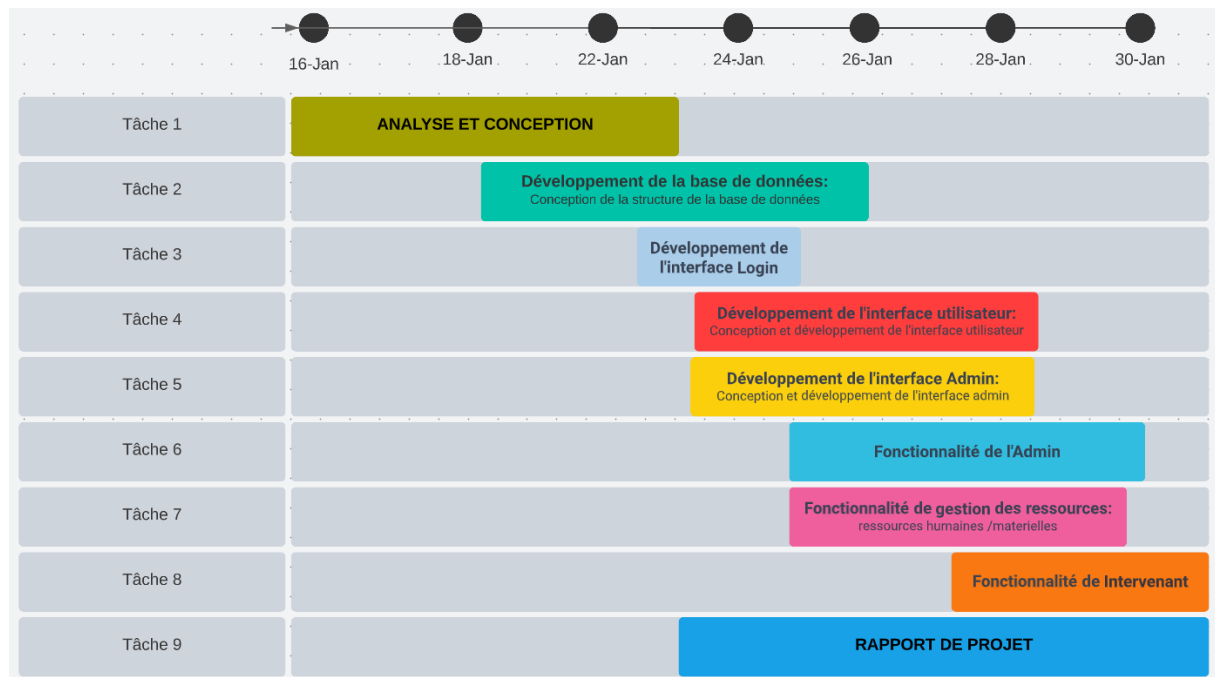 16-Jan
18-Jan
22-Jan
24-Jan
26-Jan
28-Jan
30-Jan
Tâche 1
ANALYSE ET CONCEPTION
Tâche 2
Développement de la base de données:
Conception de la structure de la base de données
Tâche 3
Développement de
l'interface Login
Tâche 4
Développement de l'interface utilisateur:
Conception et développement de l'interface utilisateur
Tâche 5
Développement de l'interface Admin:
Conception et développement de l'interface admin
Tâche 6
Fonctionnalité de l'Admin
Tâche 7
Fonctionnalité de gestion des ressources:
ressources humaines /materielles
Tâche 8
Fonctionnalité de Intervenant
Tâche 9
RAPPORT DE PROJET